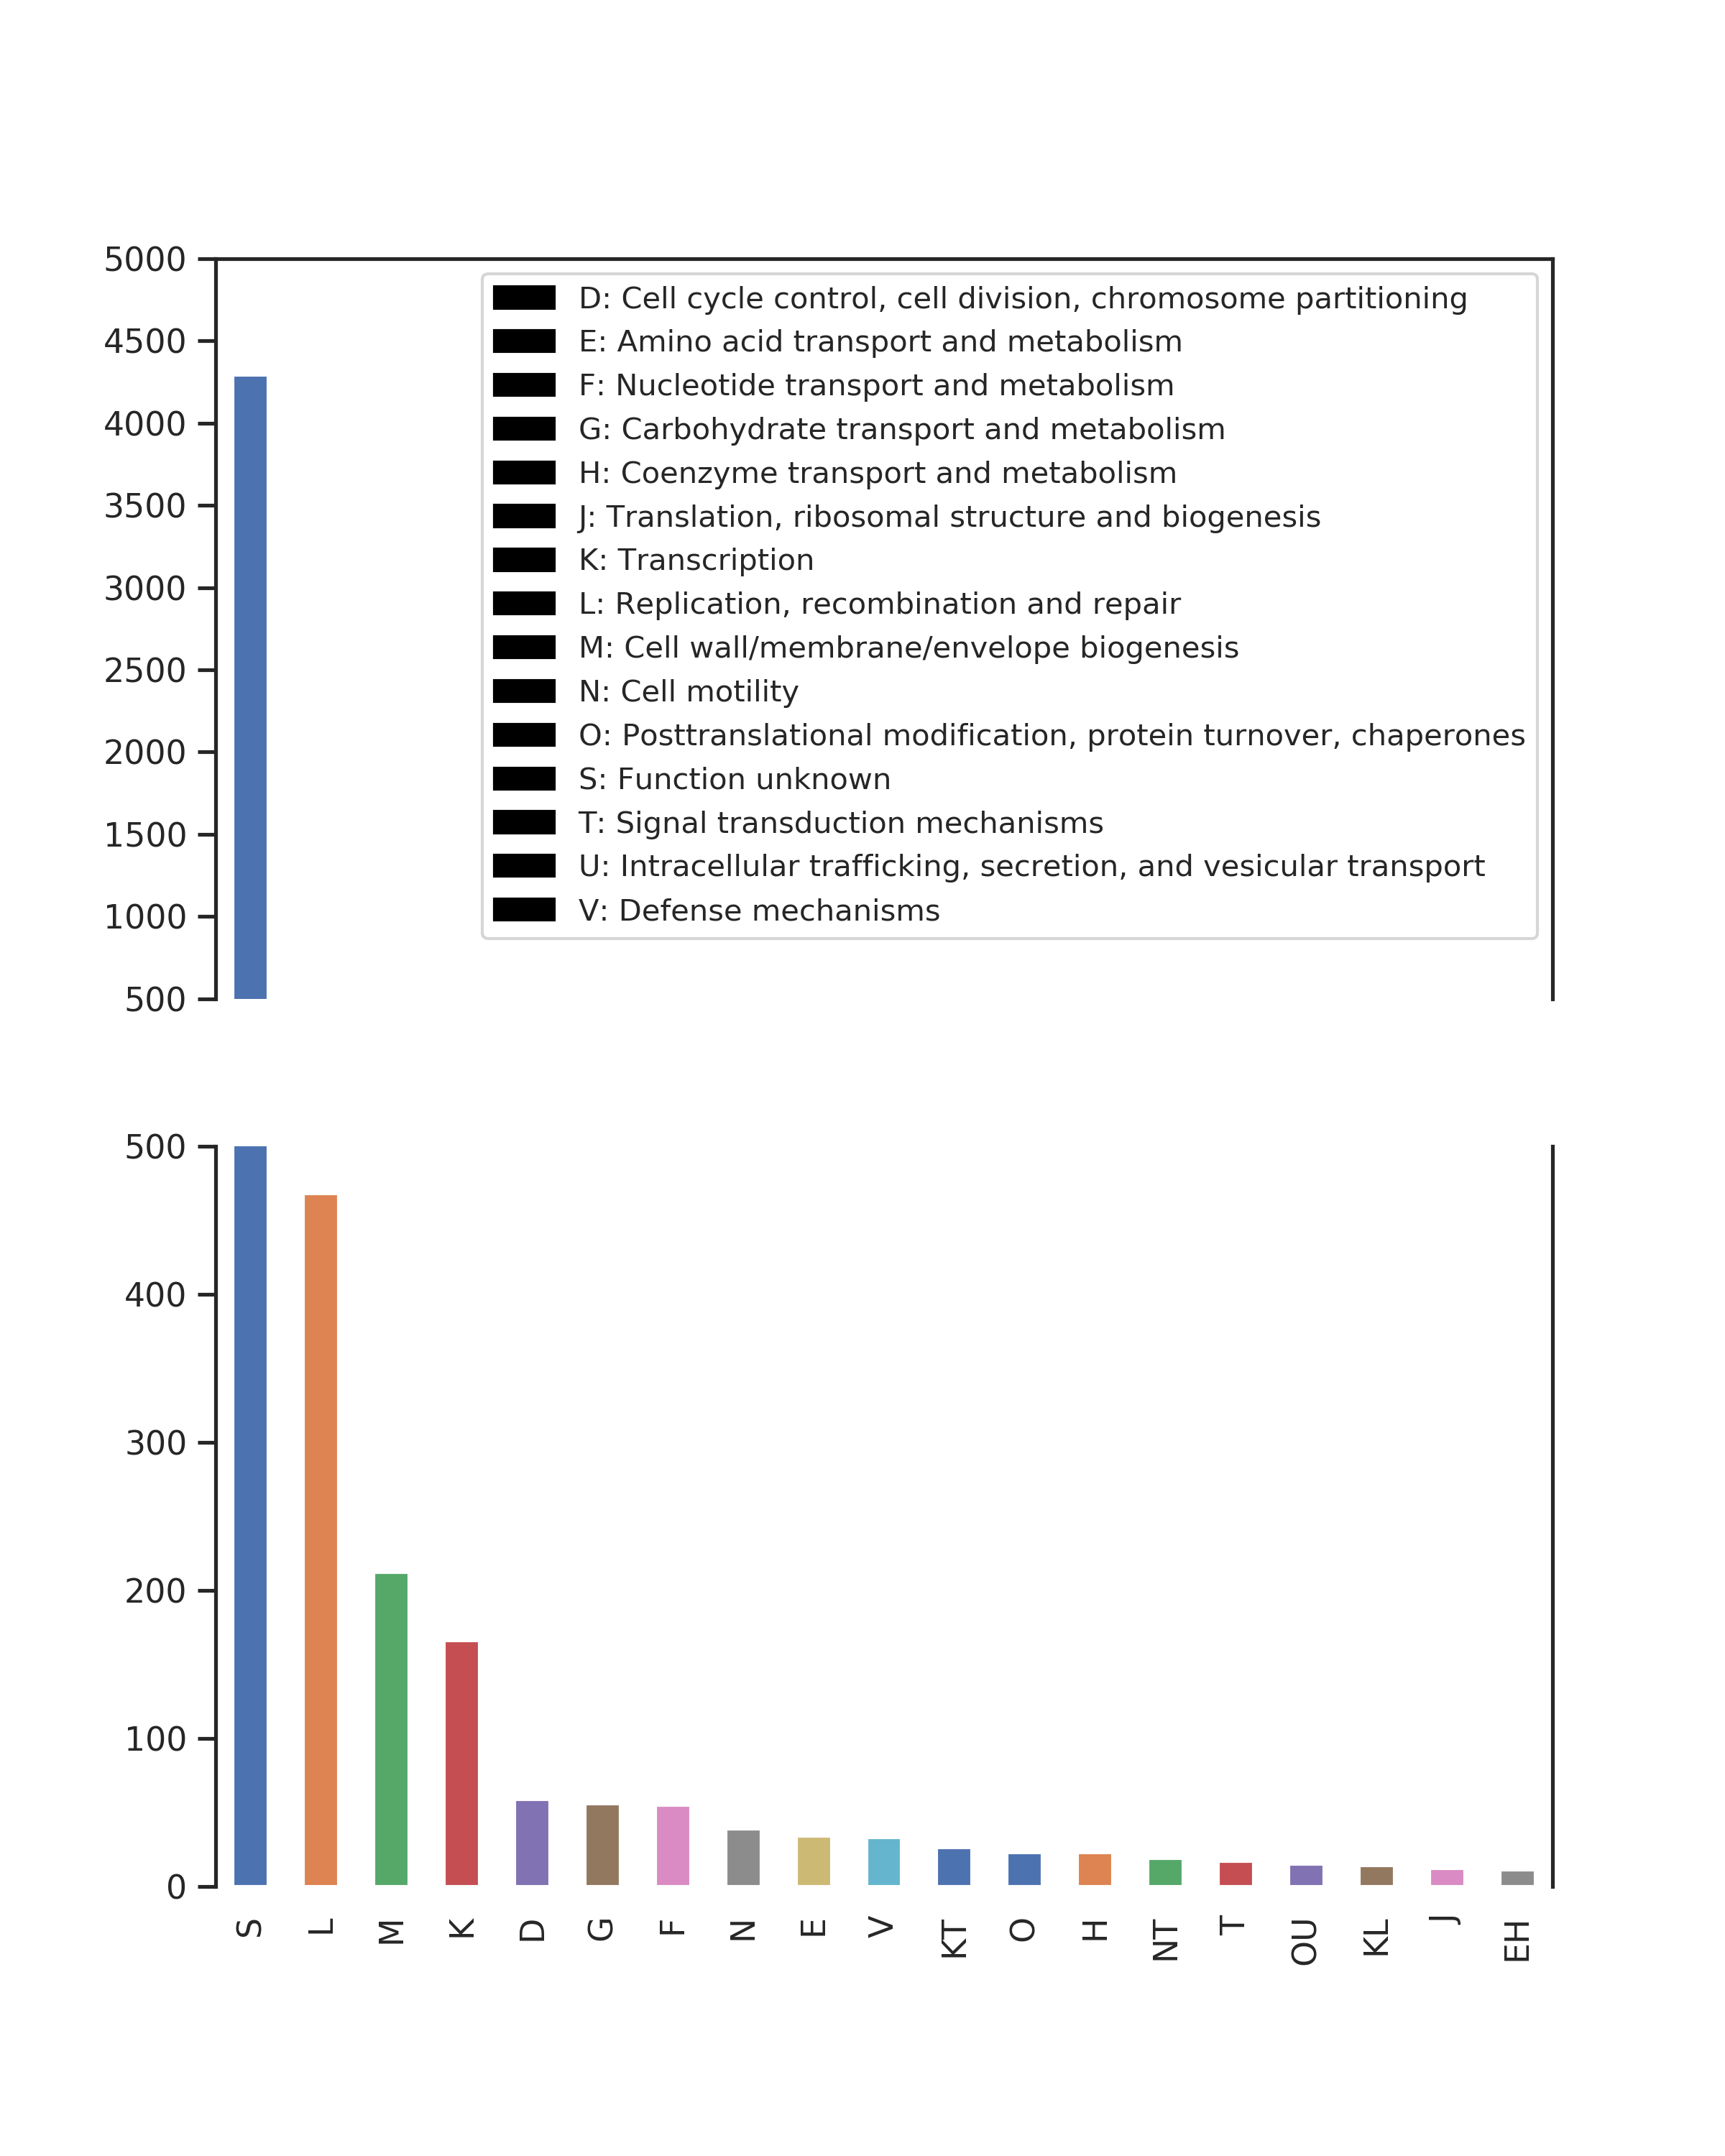 5000
4500
4000
3500
3000
2500
2000
1500
1000
500
D: Cell cycle control, cell division, chromosome partitioning
E: Amino acid transport and metabolism
F: Nucleotide transport and metabolism
G: Carbohydrate transport and metabolism
H: Coenzyme transport and metabolism
J: Translation, ribosomal structure and biogenesis
K: Transcription
L: Replication, recombination and repair
M: Cell wall/membrane/envelope biogenesis
N: Cell motility
O: Posttranslational modification, protein turnover, chaperones
S: Function unknown
T: Signal transduction mechanisms
U: Intracellular trafficking, secretion, and vesicular transport
V: Defense mechanisms
500
400
300
200
100
0
S
L
M
K
D
G
F
N
E
V
KT
O
H
NT
T
OU
KL
J
EH